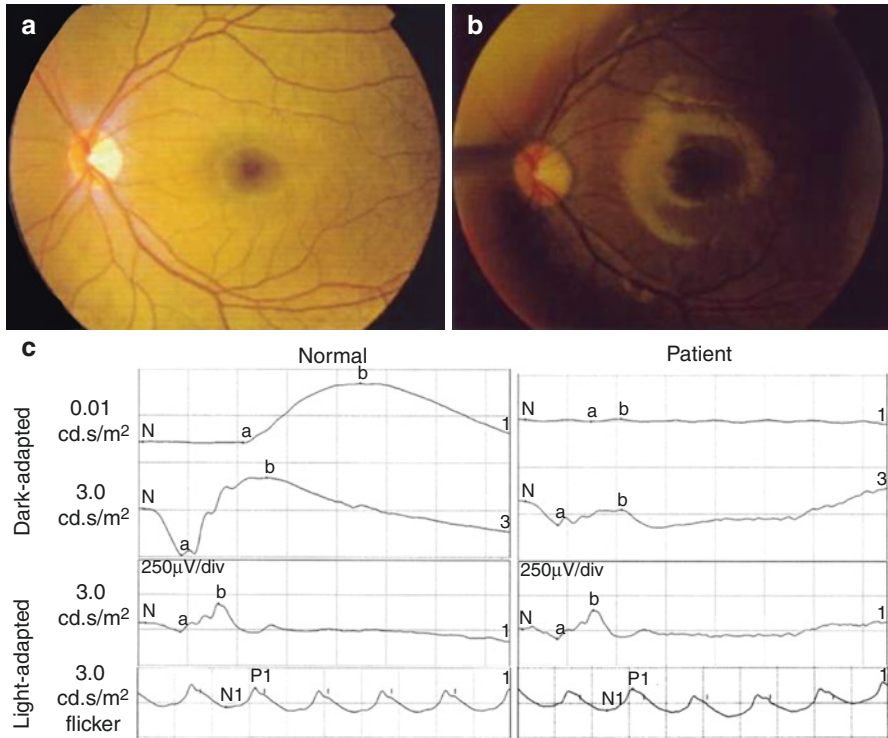 a
b
c
Normal
Patient
Dark-adapted
0.01
cd.s/m²
N
a
b
1
N
a
b
1
3.0
cd.s/m²
N
a
b
3
N
a
b
3
Light-adapted
250µV/div
250µV/div
3.0
cd.s/m²
N
a
b
1
N
a
b
1
3.0
cd.s/m²
flicker
N1
P1
1
N1
P1
1